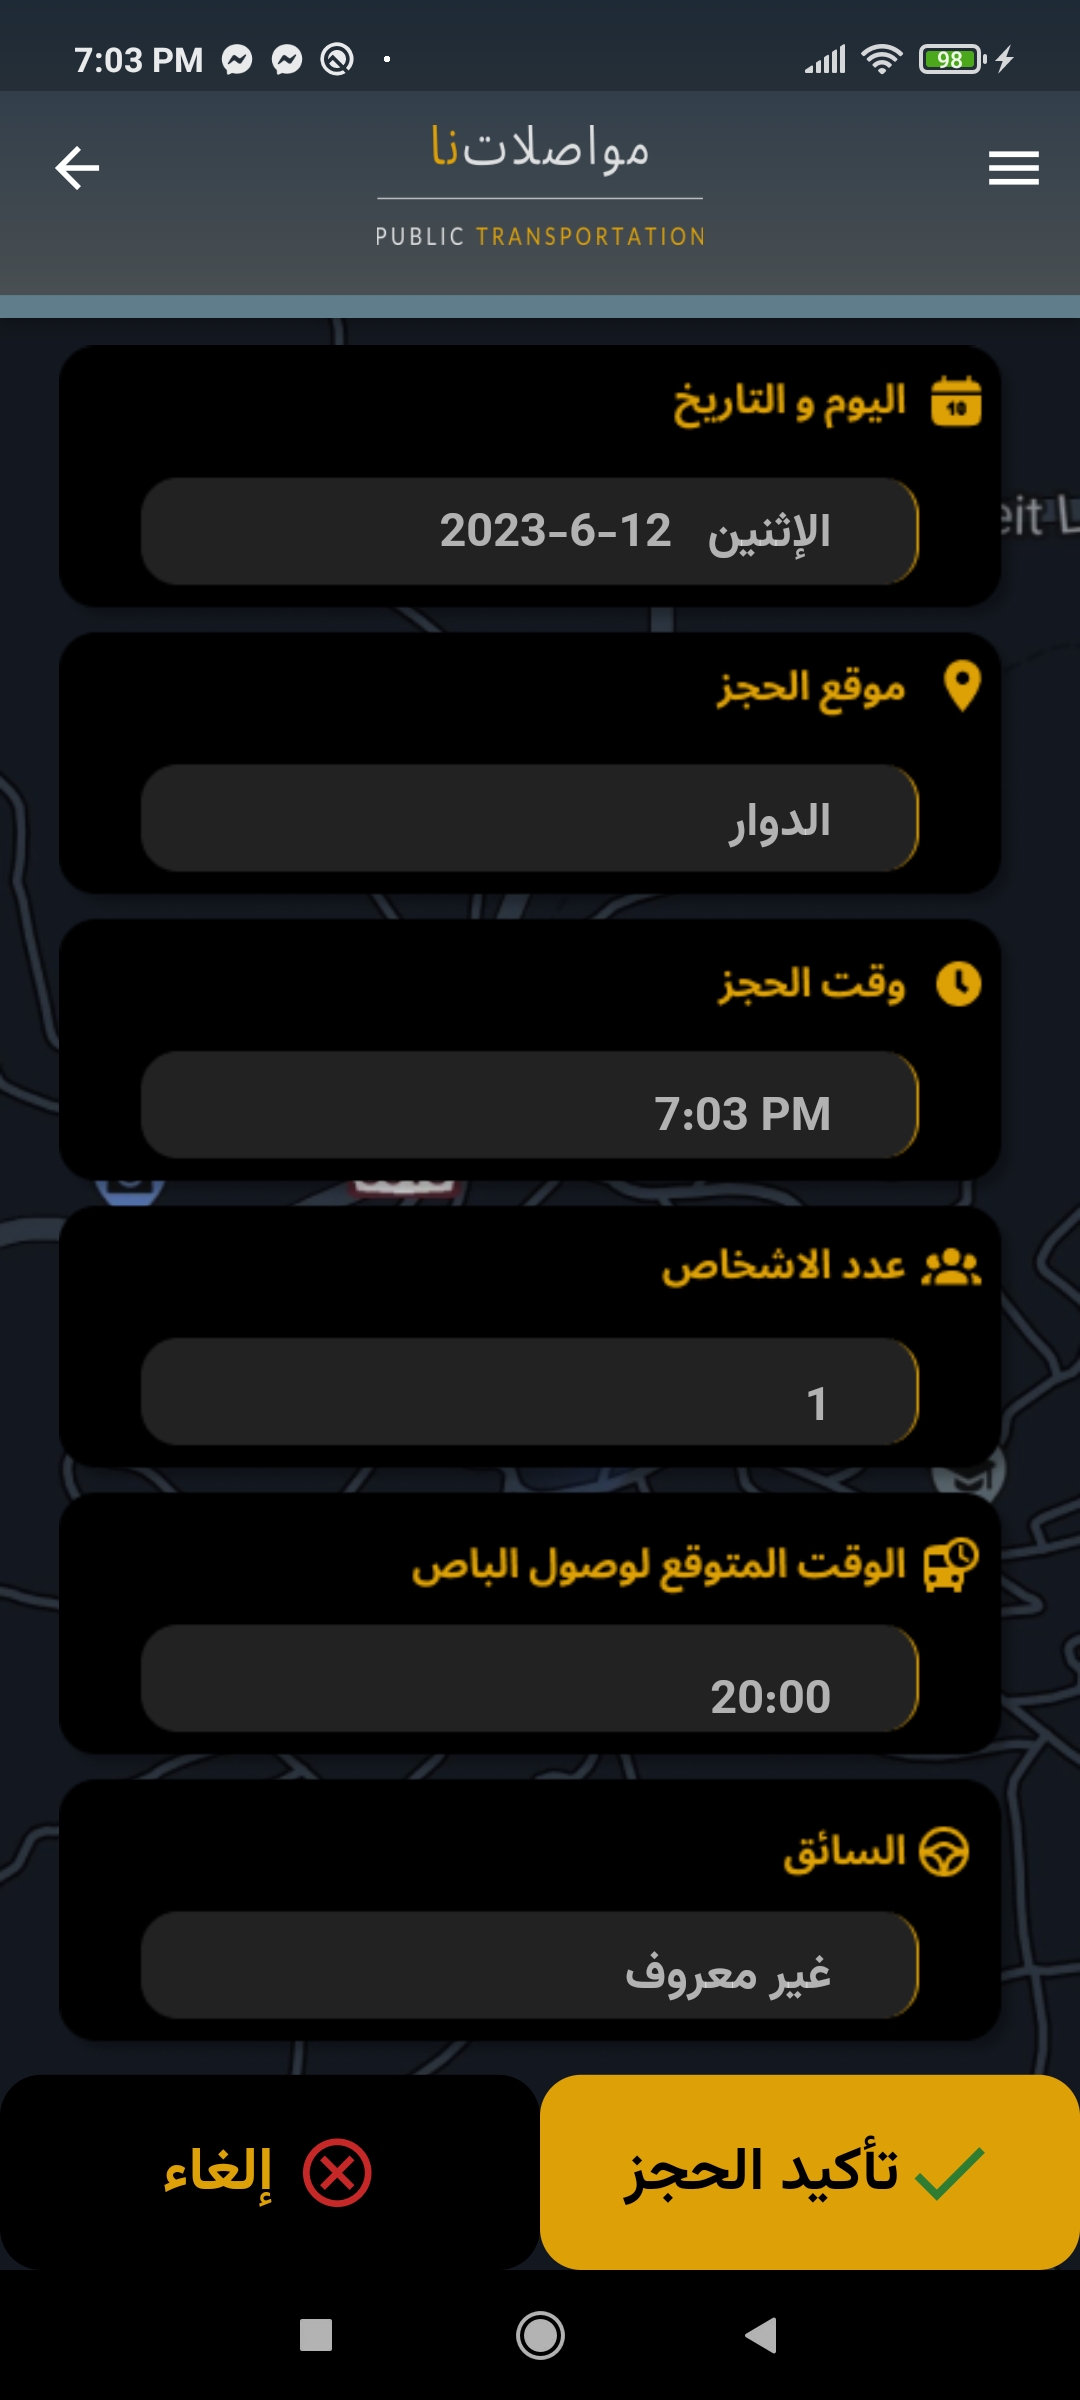 7:03 PM
98
مواصلاتنا
PUBLIC TRANSPORTATION
اليوم و التاريخ
10
الإثنين 2023-6-12
موقع الحجز
الدوار
وقت الحجز
7:03 PM
عدد الاشخاص
1
الوقت المتوقع لوصول الباص
20:00
السائق
غير معروف
تأكيد الحجز
إلغاء